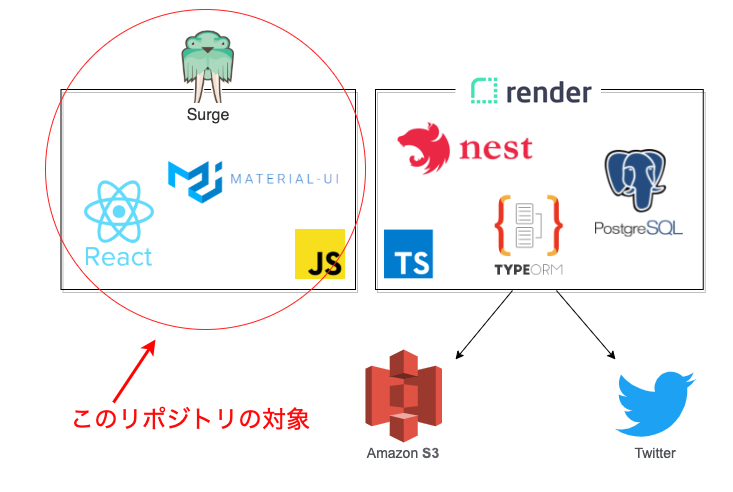 Surge
render
nest
MATERIAL-UI
React
JS
TS
TYPEORM
PostgreSQL
このリポジトリの対象
Amazon S3
Twitter